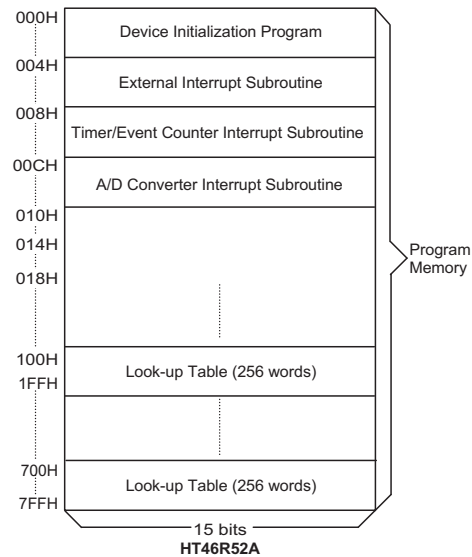 000H
Device Initialization Program
004H
External Interrupt Subroutine
008H
Timer/Event Counter Interrupt Subroutine
00CH
A/D Converter Interrupt Subroutine
010H
014H
018H
Program
Memory
100H
Look-up Table (256 words)
1FFH
700H
Look-up Table (256 words)
7FFH
15 bits
HT46R52A